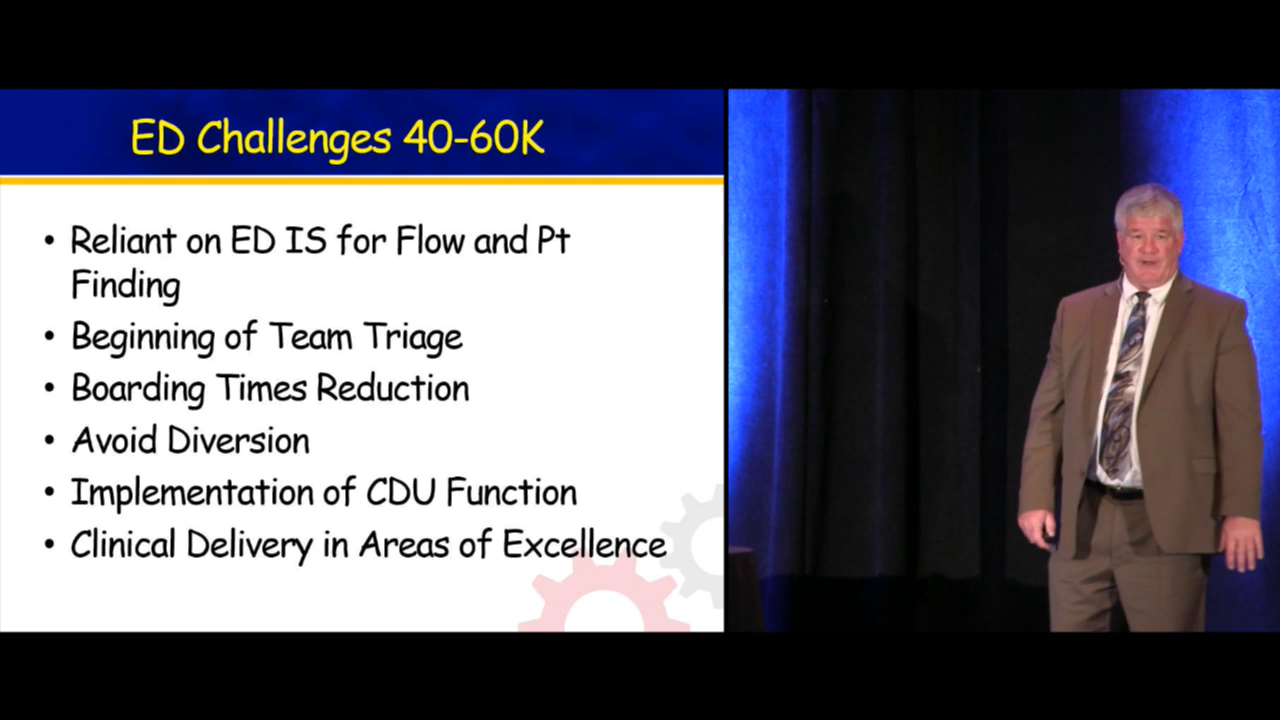 ED Challenges 40-60K
• Reliant on ED IS for Flow and Pt
Finding
• Beginning of Team Triage
• Boarding Times Reduction
• Avoid Diversion
• Implementation of CDU Function
• Clinical Delivery in Areas of Excellence